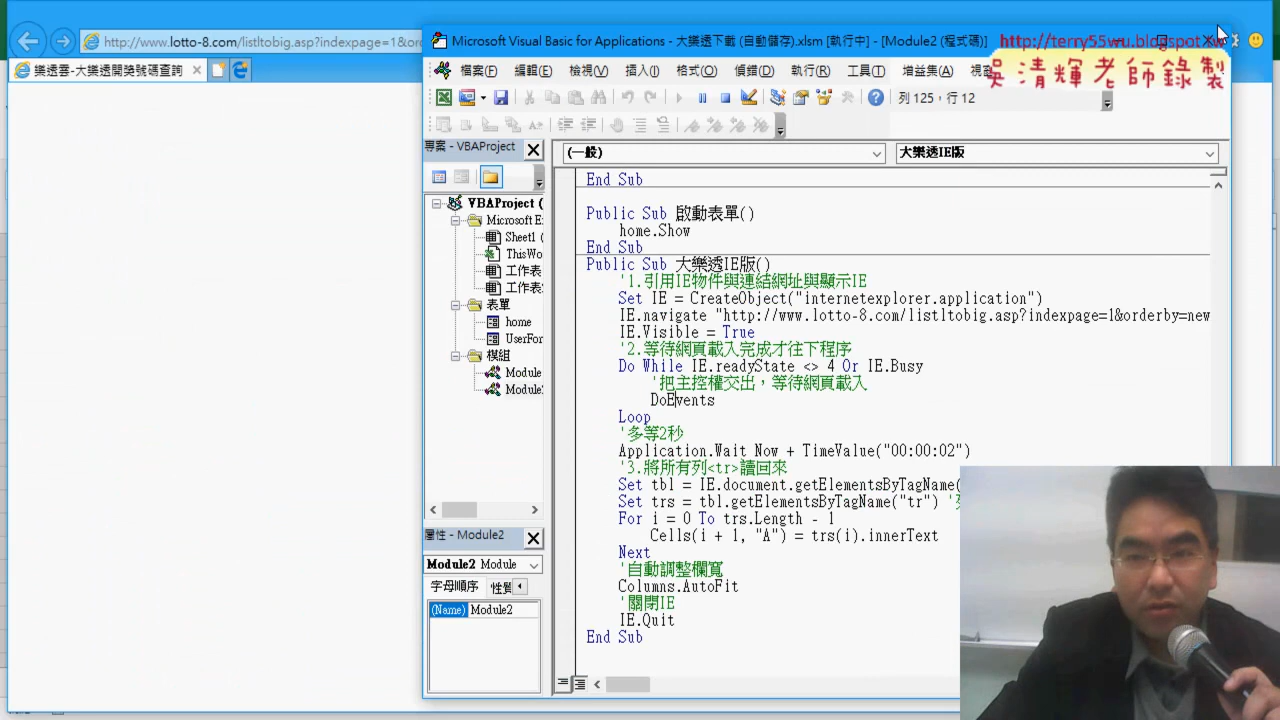 http://www.lotto-8.com/listltobig.asp?indexpage=1&or
樂透雲-大樂透開獎號碼查詢
Microsoft Visual Basic for Applications - 大樂透下載 (自動儲存).xlsm [執行中] - [Module2 (程式碼)]
http://terry55wu.blogspot.tw
吳清輝老師錄製
檔案(F) 編輯(E) 檢視(V) 插入(I) 格式(O) 偵錯(D) 執行(R) 工具(T) 增益集(A) 視窗
列 125，行 12
專案 - VBAProject
(一般)
大樂透IE版
VBAProject (
Microsoft E
Sheet1 (
ThisWo
工作表
工作表
表單
home
UserFor
模組
Module
Module
屬性 - Module2
Module2 Module
字母順序 性質
(Name) Module2
End Sub
Public Sub 啟動表單()
home.Show
End Sub
Public Sub 大樂透IE版()
'1.引用IE物件與連結網址與顯示IE
Set IE = CreateObject("internetexplorer.application")
IE.navigate "http://www.lotto-8.com/listltobig.asp?indexpage=1&orderby=new
IE.Visible = True
'2.等待網頁載入完成才往下程序
Do While IE.readyState <> 4 Or IE.Busy
'把主控權交出，等待網頁載入
DoEvents
Loop
'多等2秒
Application.Wait Now + TimeValue("00:00:02")
'3.將所有列<tr>讀回來
Set tbl = IE.document.getElementsByTagName(
Set trs = tbl.getElementsByTagName("tr") '列
For i = 0 To trs.Length - 1
Cells(i + 1, "A") = trs(i).innerText
Next
'自動調整欄寬
Columns.AutoFit
'關閉IE
IE.Quit
End Sub